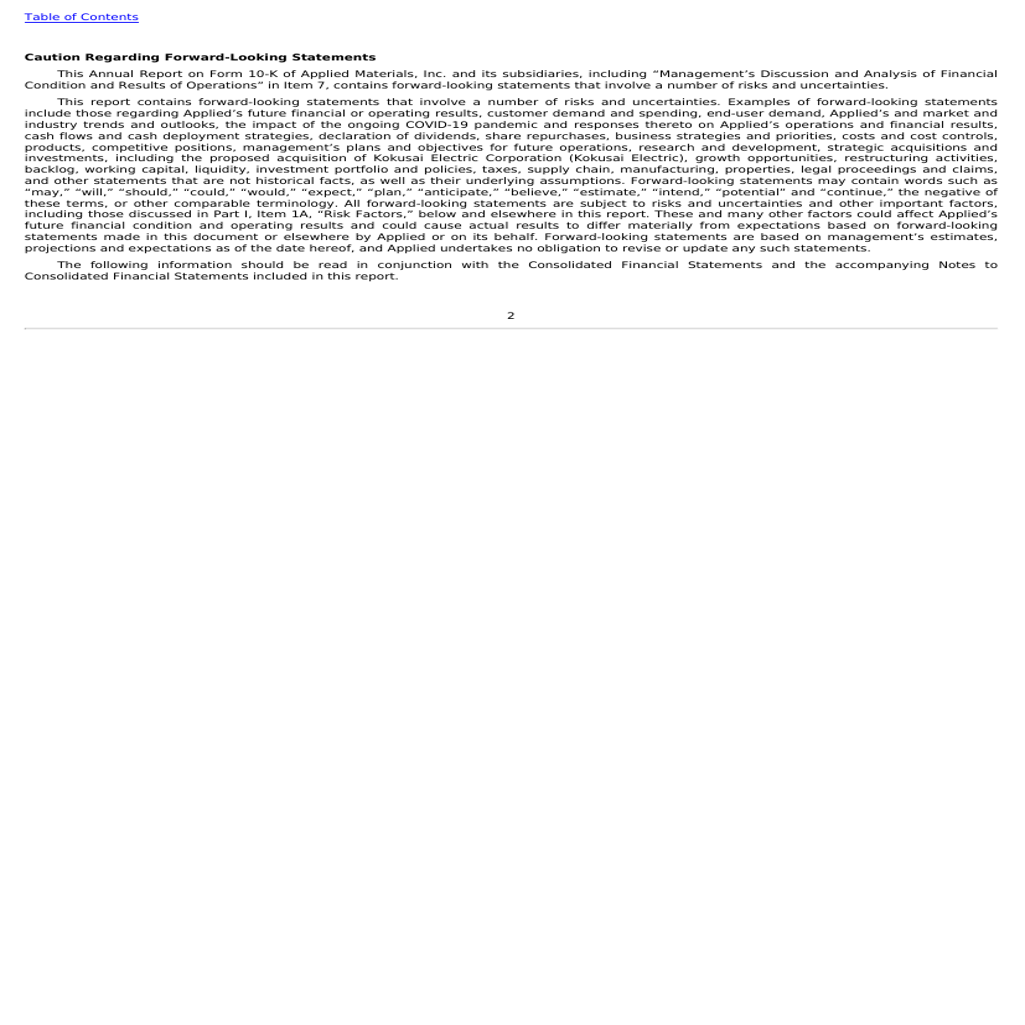 Table of Contents
Caution Regarding Forward-Looking Statements
This Annual Report on Form 10-K of Applied Materials, Inc. and its subsidiaries, including “Management’s Discussion and Analysis of Financial
Condition and Results of Operations” in Item 7, contains forward-looking statements that involve a number of risks and uncertainties.
This report contains forward-looking statements that involve a number of risks and uncertainties. Examples of forward-looking statements
include those regarding Applied’s future financial or operating results, customer demand and spending, end-user demand, Applied’s and market and
industry trends and outlooks, the impact of the ongoing COVID-19 pandemic and responses thereto on Applied’s operations and financial results,
cash flows and cash deployment strategies, declaration of dividends, share repurchases, business strategies and priorities, costs and cost controls,
products, competitive positions, management’s plans and objectives for future operations, research and development, strategic acquisitions and
investments, including the proposed acquisition of Kokusai Electric Corporation (Kokusai Electric), growth opportunities, restructuring activities,
backlog, working capital, liquidity, investment portfolio and policies, taxes, supply chain, manufacturing, properties, legal proceedings and claims,
and other statements that are not historical facts, as well as their underlying assumptions. Forward-looking statements may contain words such as
“may,” “will,” “should,” “could,” “would,” “expect,” “plan,” “anticipate,” “believe,” “estimate,” “intend,” “potential” and “continue,” the negative of
these terms, or other comparable terminology. All forward-looking statements are subject to risks and uncertainties and other important factors,
including those discussed in Part I, Item 1A, “Risk Factors,” below and elsewhere in this report. These and many other factors could affect Applied’s
future financial condition and operating results and could cause actual results to differ materially from expectations based on forward-looking
statements made in this document or elsewhere by Applied or on its behalf. Forward-looking statements are based on management’s estimates,
projections and expectations as of the date hereof, and Applied undertakes no obligation to revise or update any such statements.
The following information should be read in conjunction with the Consolidated Financial Statements and the accompanying Notes to
Consolidated Financial Statements included in this report.
2